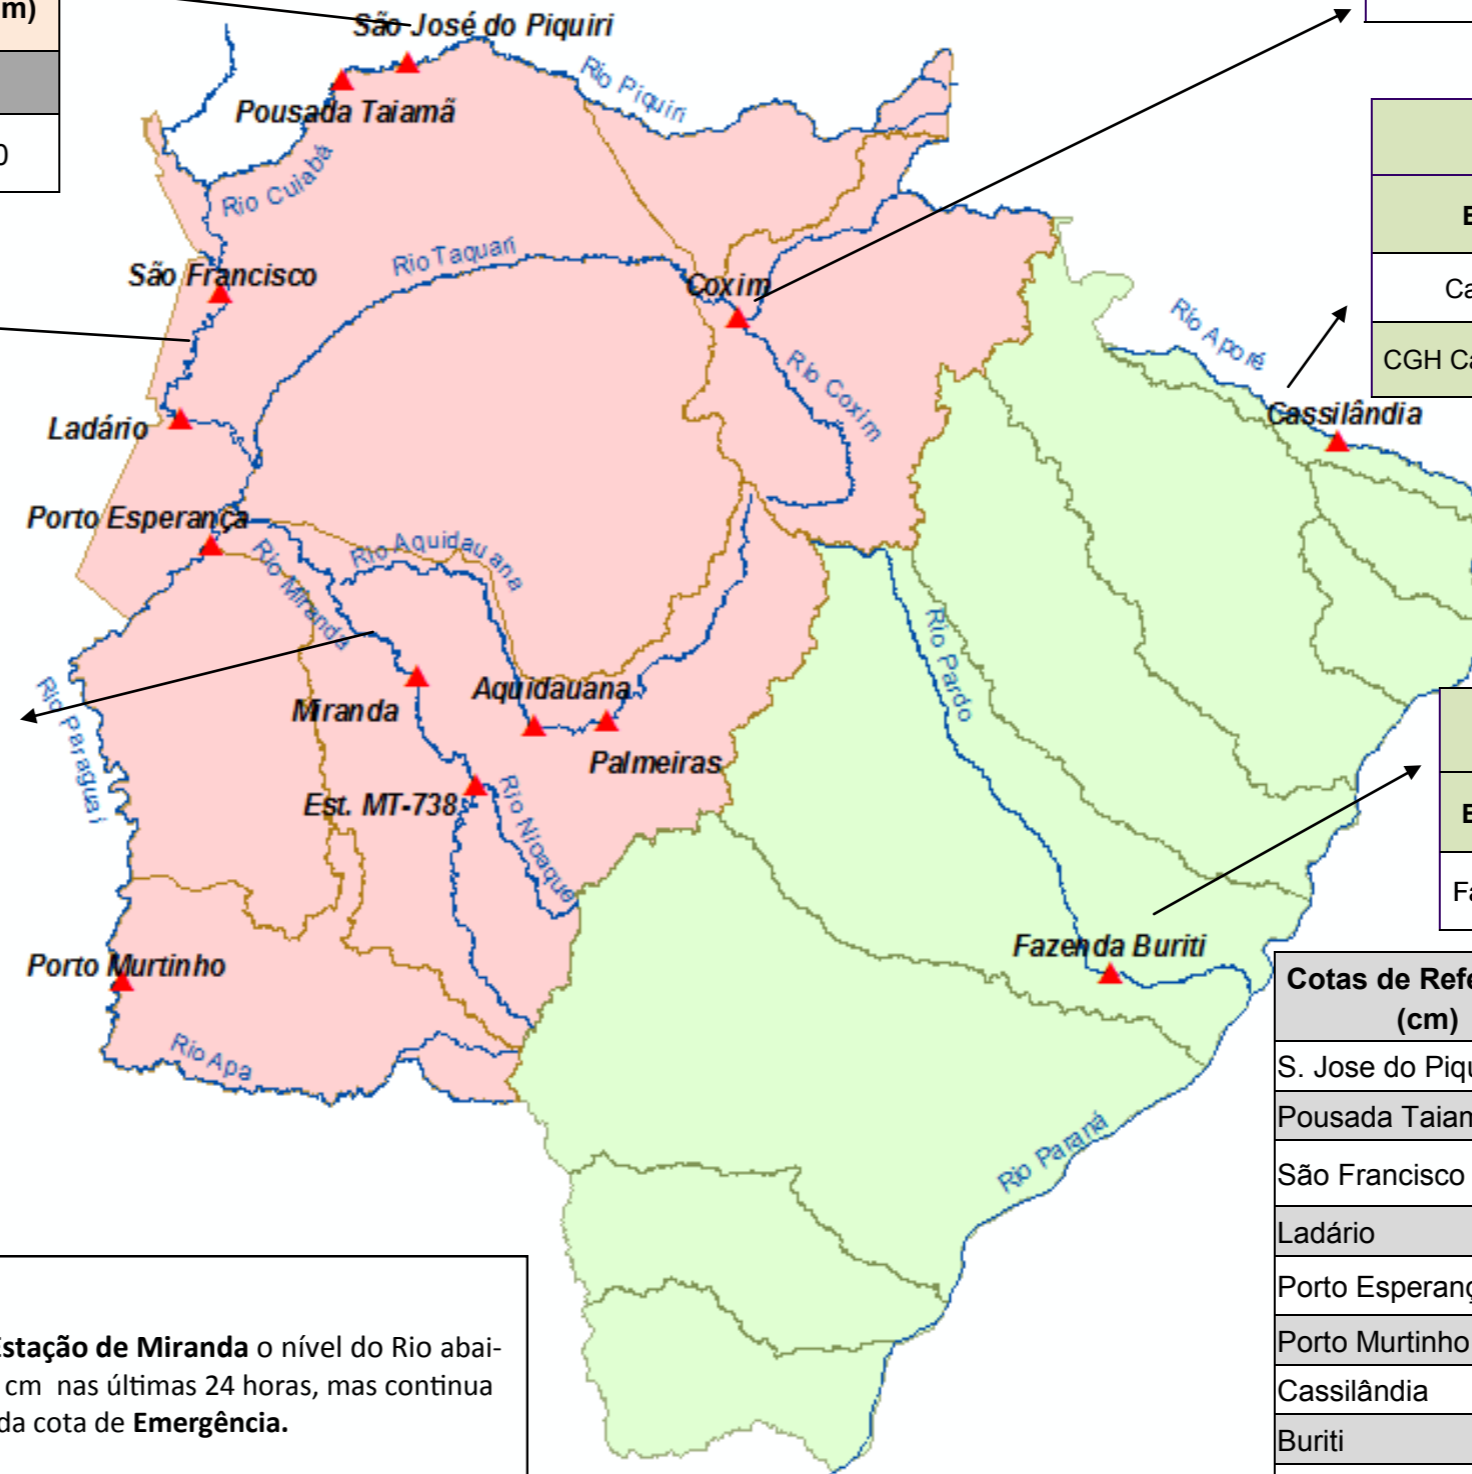 m)
0
São José do Piquiri
Pousada Taiamã
Rio Piquiri
Rio Cuiabá
Rio Taquari
São Francisco
Coxim
Rio Coxim
Rio Aporé
Cassilândia
Ladário
Porto Esperança
Rio Miranda
Rio Aquidauana
Rio Pardo
Rio Paraguai
Miranda
Aquidauana
Palmeiras
Est. MT-738
Rio Nioaque
Porto Murtinho
Rio Apa
Fazenda Buriti
Rio Paraná
E
Ca
CGH Ca
E
Fa
Cotas de Refe
(cm)
S. Jose do Piqu
Pousada Taiam
São Francisco
Ladário
Porto Esperanç
Porto Murtinho
Cassilândia
Buriti
Estação de Miranda o nível do Rio abai-
cm nas últimas 24 horas, mas continua
da cota de Emergência.